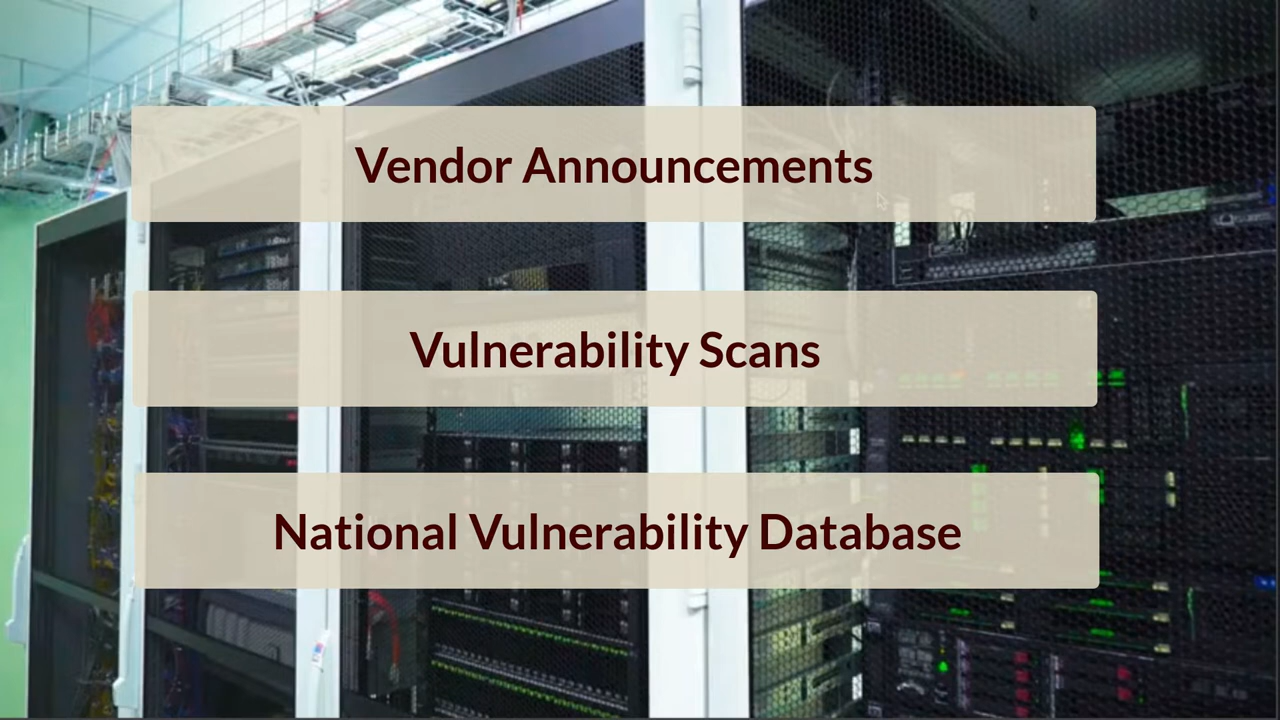 Vendor Announcements
Vulnerability Scans
National Vulnerability Database